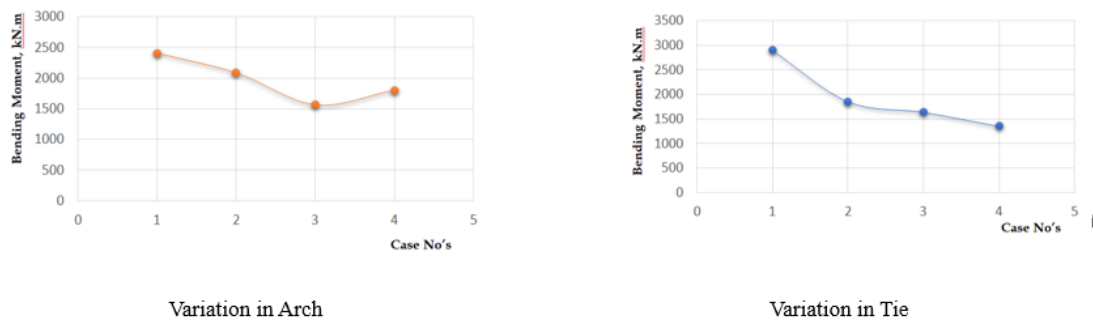 Bending Moment, kN.m
3000
2500
2000
1500
1000
500
0
0 1 2 3 4 5
Case No's
Variation in Arch
Bending Moment, kN.m
3500
3000
2500
2000
1500
1000
500
0
0 1 2 3 4 5
Case No's
Variation in Tie